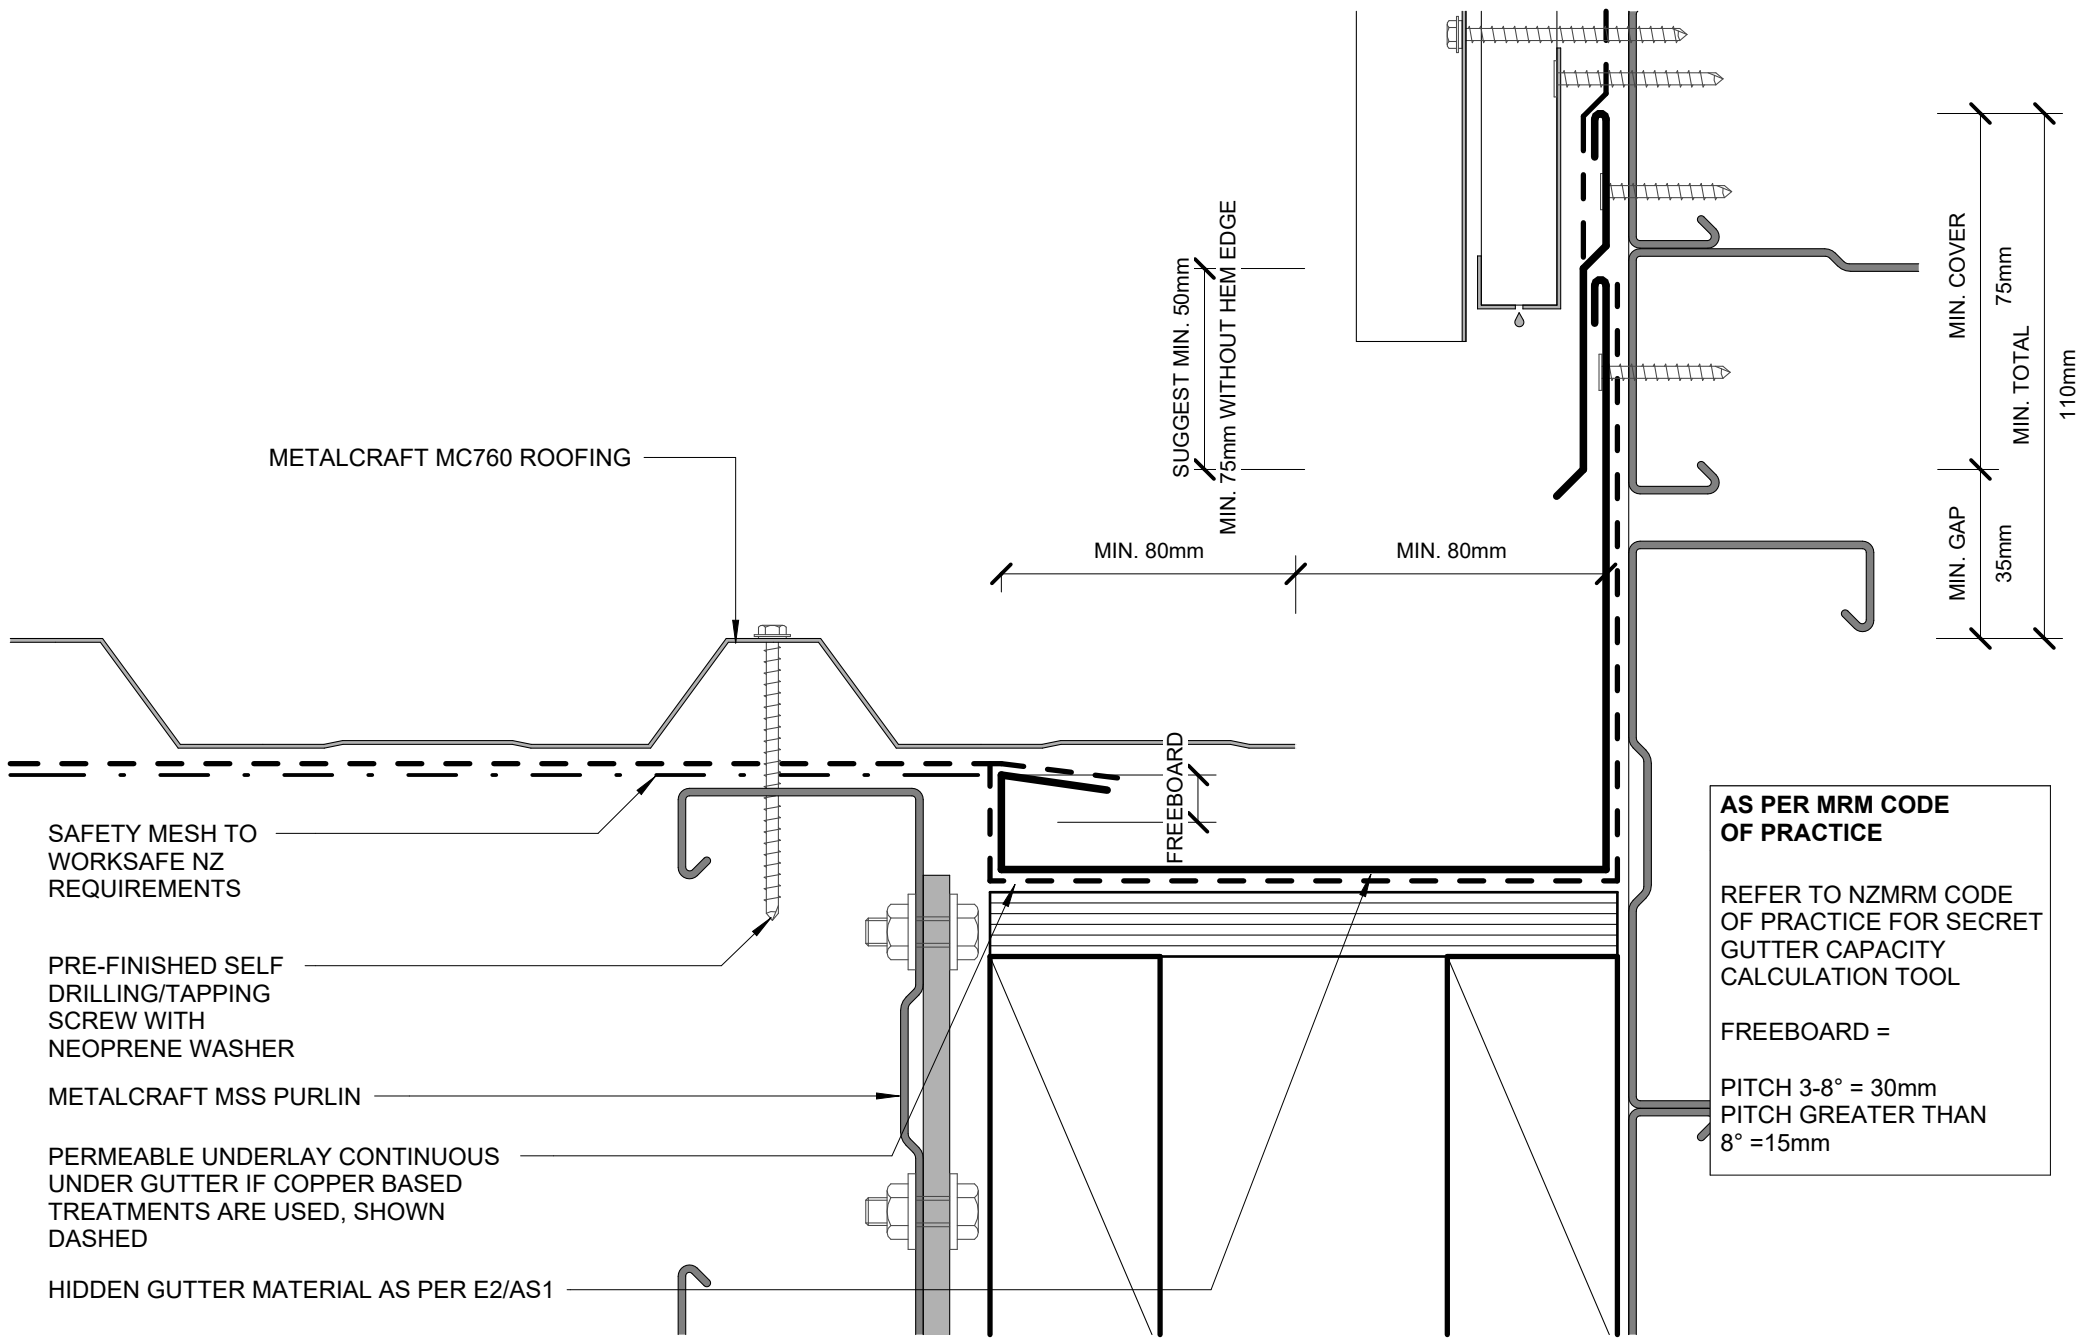 METALCRAFT MC760 ROOFING
SAFETY MESH TO
WORKSAFE NZ
REQUIREMENTS
PRE-FINISHED SELF
DRILLING/TAPPING
SCREW WITH
NEOPRENE WASHER
METALCRAFT MSS PURLIN
PERMEABLE UNDERLAY CONTINUOUS
UNDER GUTTER IF COPPER BASED
TREATMENTS ARE USED, SHOWN
DASHED
HIDDEN GUTTER MATERIAL AS PER E2/AS1
SUGGEST MIN. 50mm
MIN. 75mm WITHOUT HEM EDGE
MIN. 80mm
MIN. 80mm
FREEBOARD
MIN. COVER
75mm
MIN. GAP
35mm
MIN. TOTAL
110mm
AS PER MRM CODE
OF PRACTICE
REFER TO NZMRM CODE
OF PRACTICE FOR SECRET
GUTTER CAPACITY
CALCULATION TOOL
FREEBOARD =
PITCH 3-8° = 30mm
PITCH GREATER THAN
8° =15mm